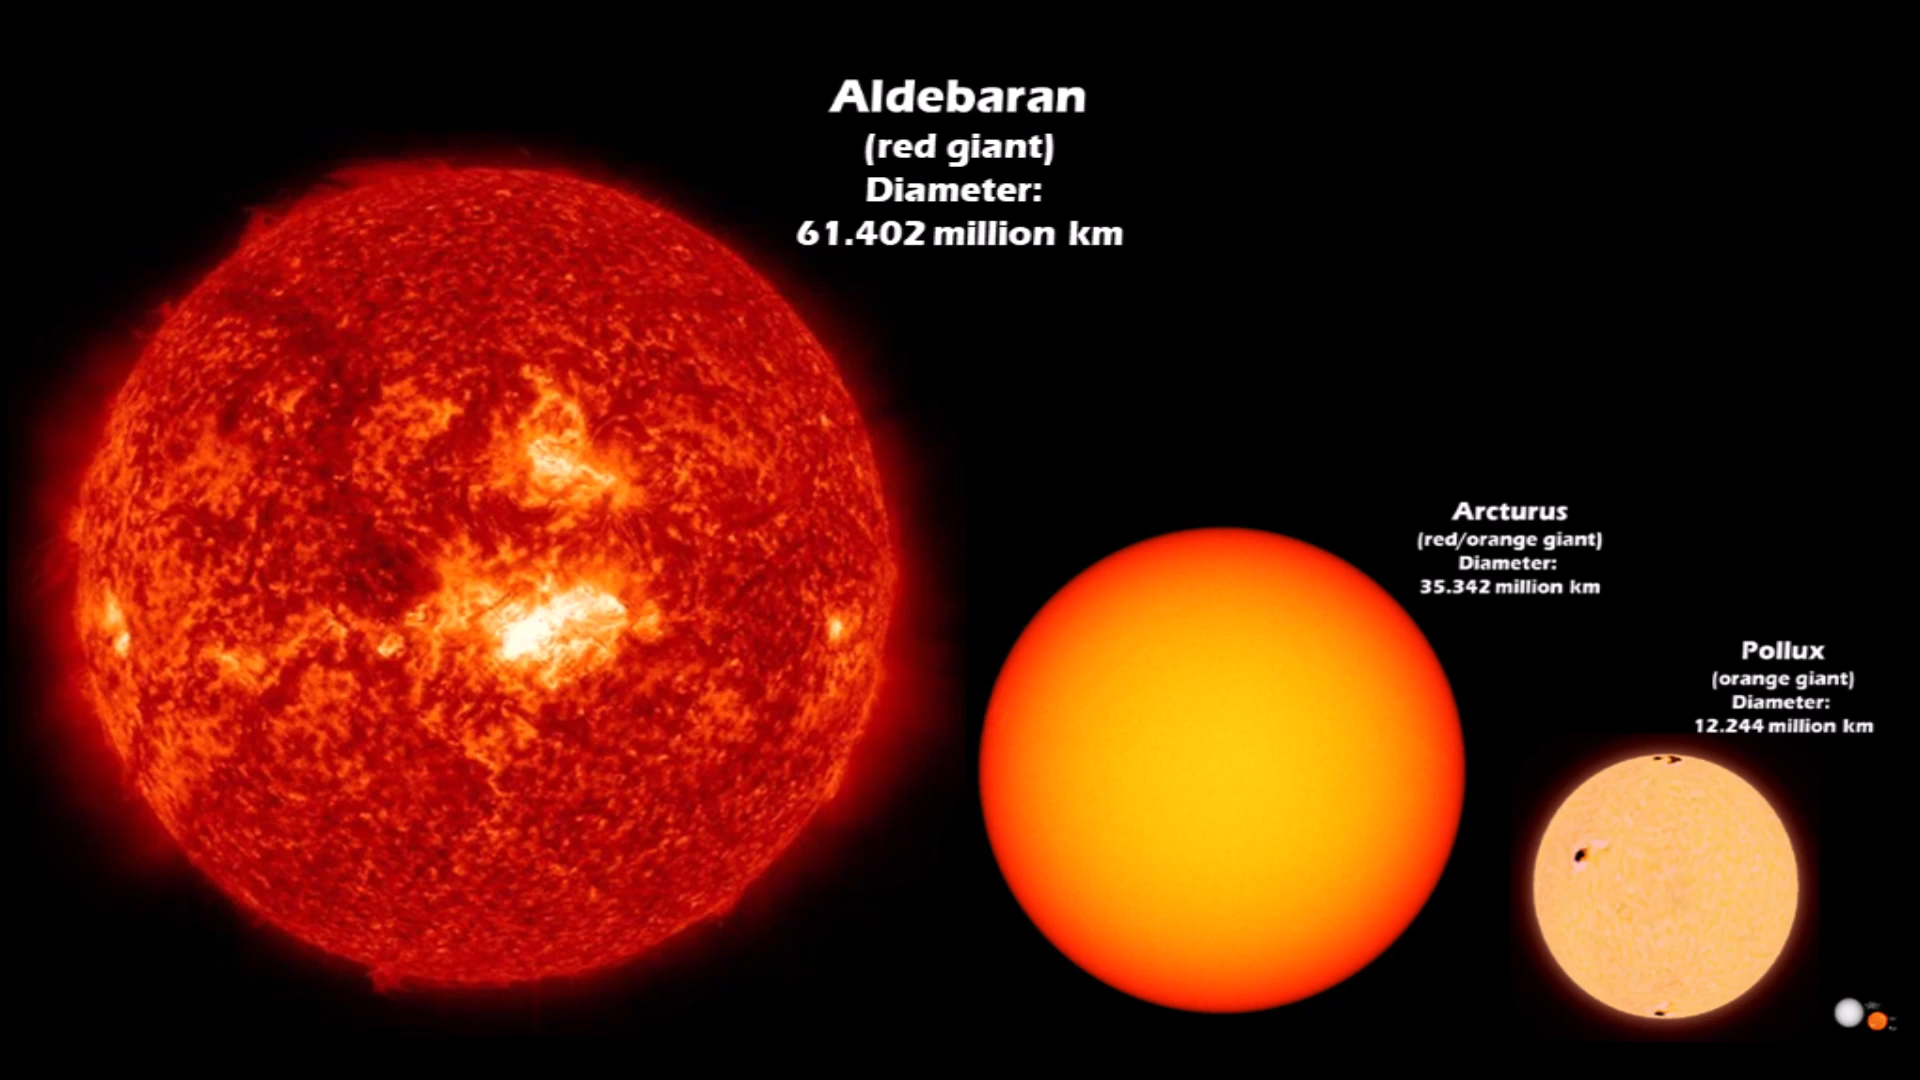 Aldebaran
(red giant)
Diameter:
61.402 million km
Arcturus
(red/orange giant)
Diameter:
35.342 million km
Pollux
(orange giant)
Diameter:
12.244 million km